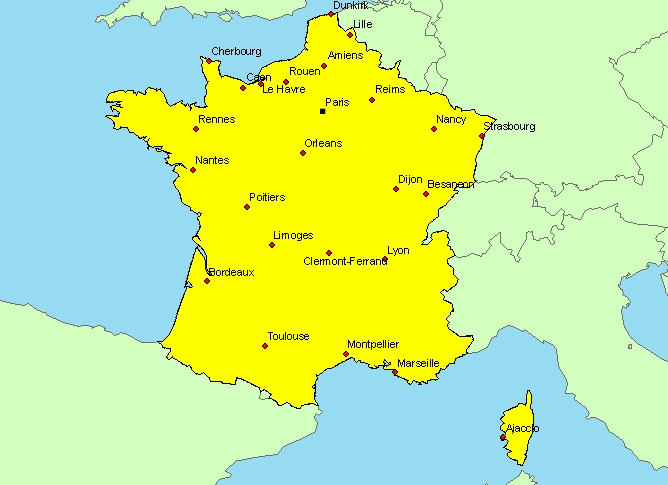 Dunkirk
Lille
Cherbourg
Amiens
Rouen
Caen
Le Havre
Reims
Paris
Rennes
Nancy
Strasbourg
Orleans
Nantes
Dijon
Besancon
Poitiers
Limoges
Lyon
Clermont-Ferrand
Bordeaux
Toulouse
Montpellier
Marseille
Ajaccio